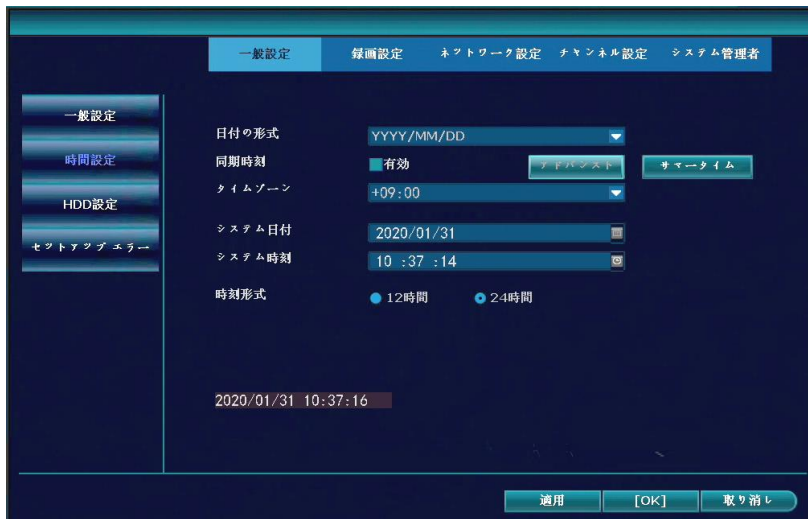 一般設定 録画設定 ネットワーク設定 チャンネル設定 システム管理者
一般設定
時間設定
HDD設定
セットアップ エラー
日付の形式 YYYY/MM/DD
同期時刻 有効 アドバンスト サマータイム
タイムゾーン +09:00
システム日付 2020/01/31
システム時刻 10 :37 :14
時刻形式 12時間 24時間
2020/01/31 10:37:16
適用 [OK] 取り消し